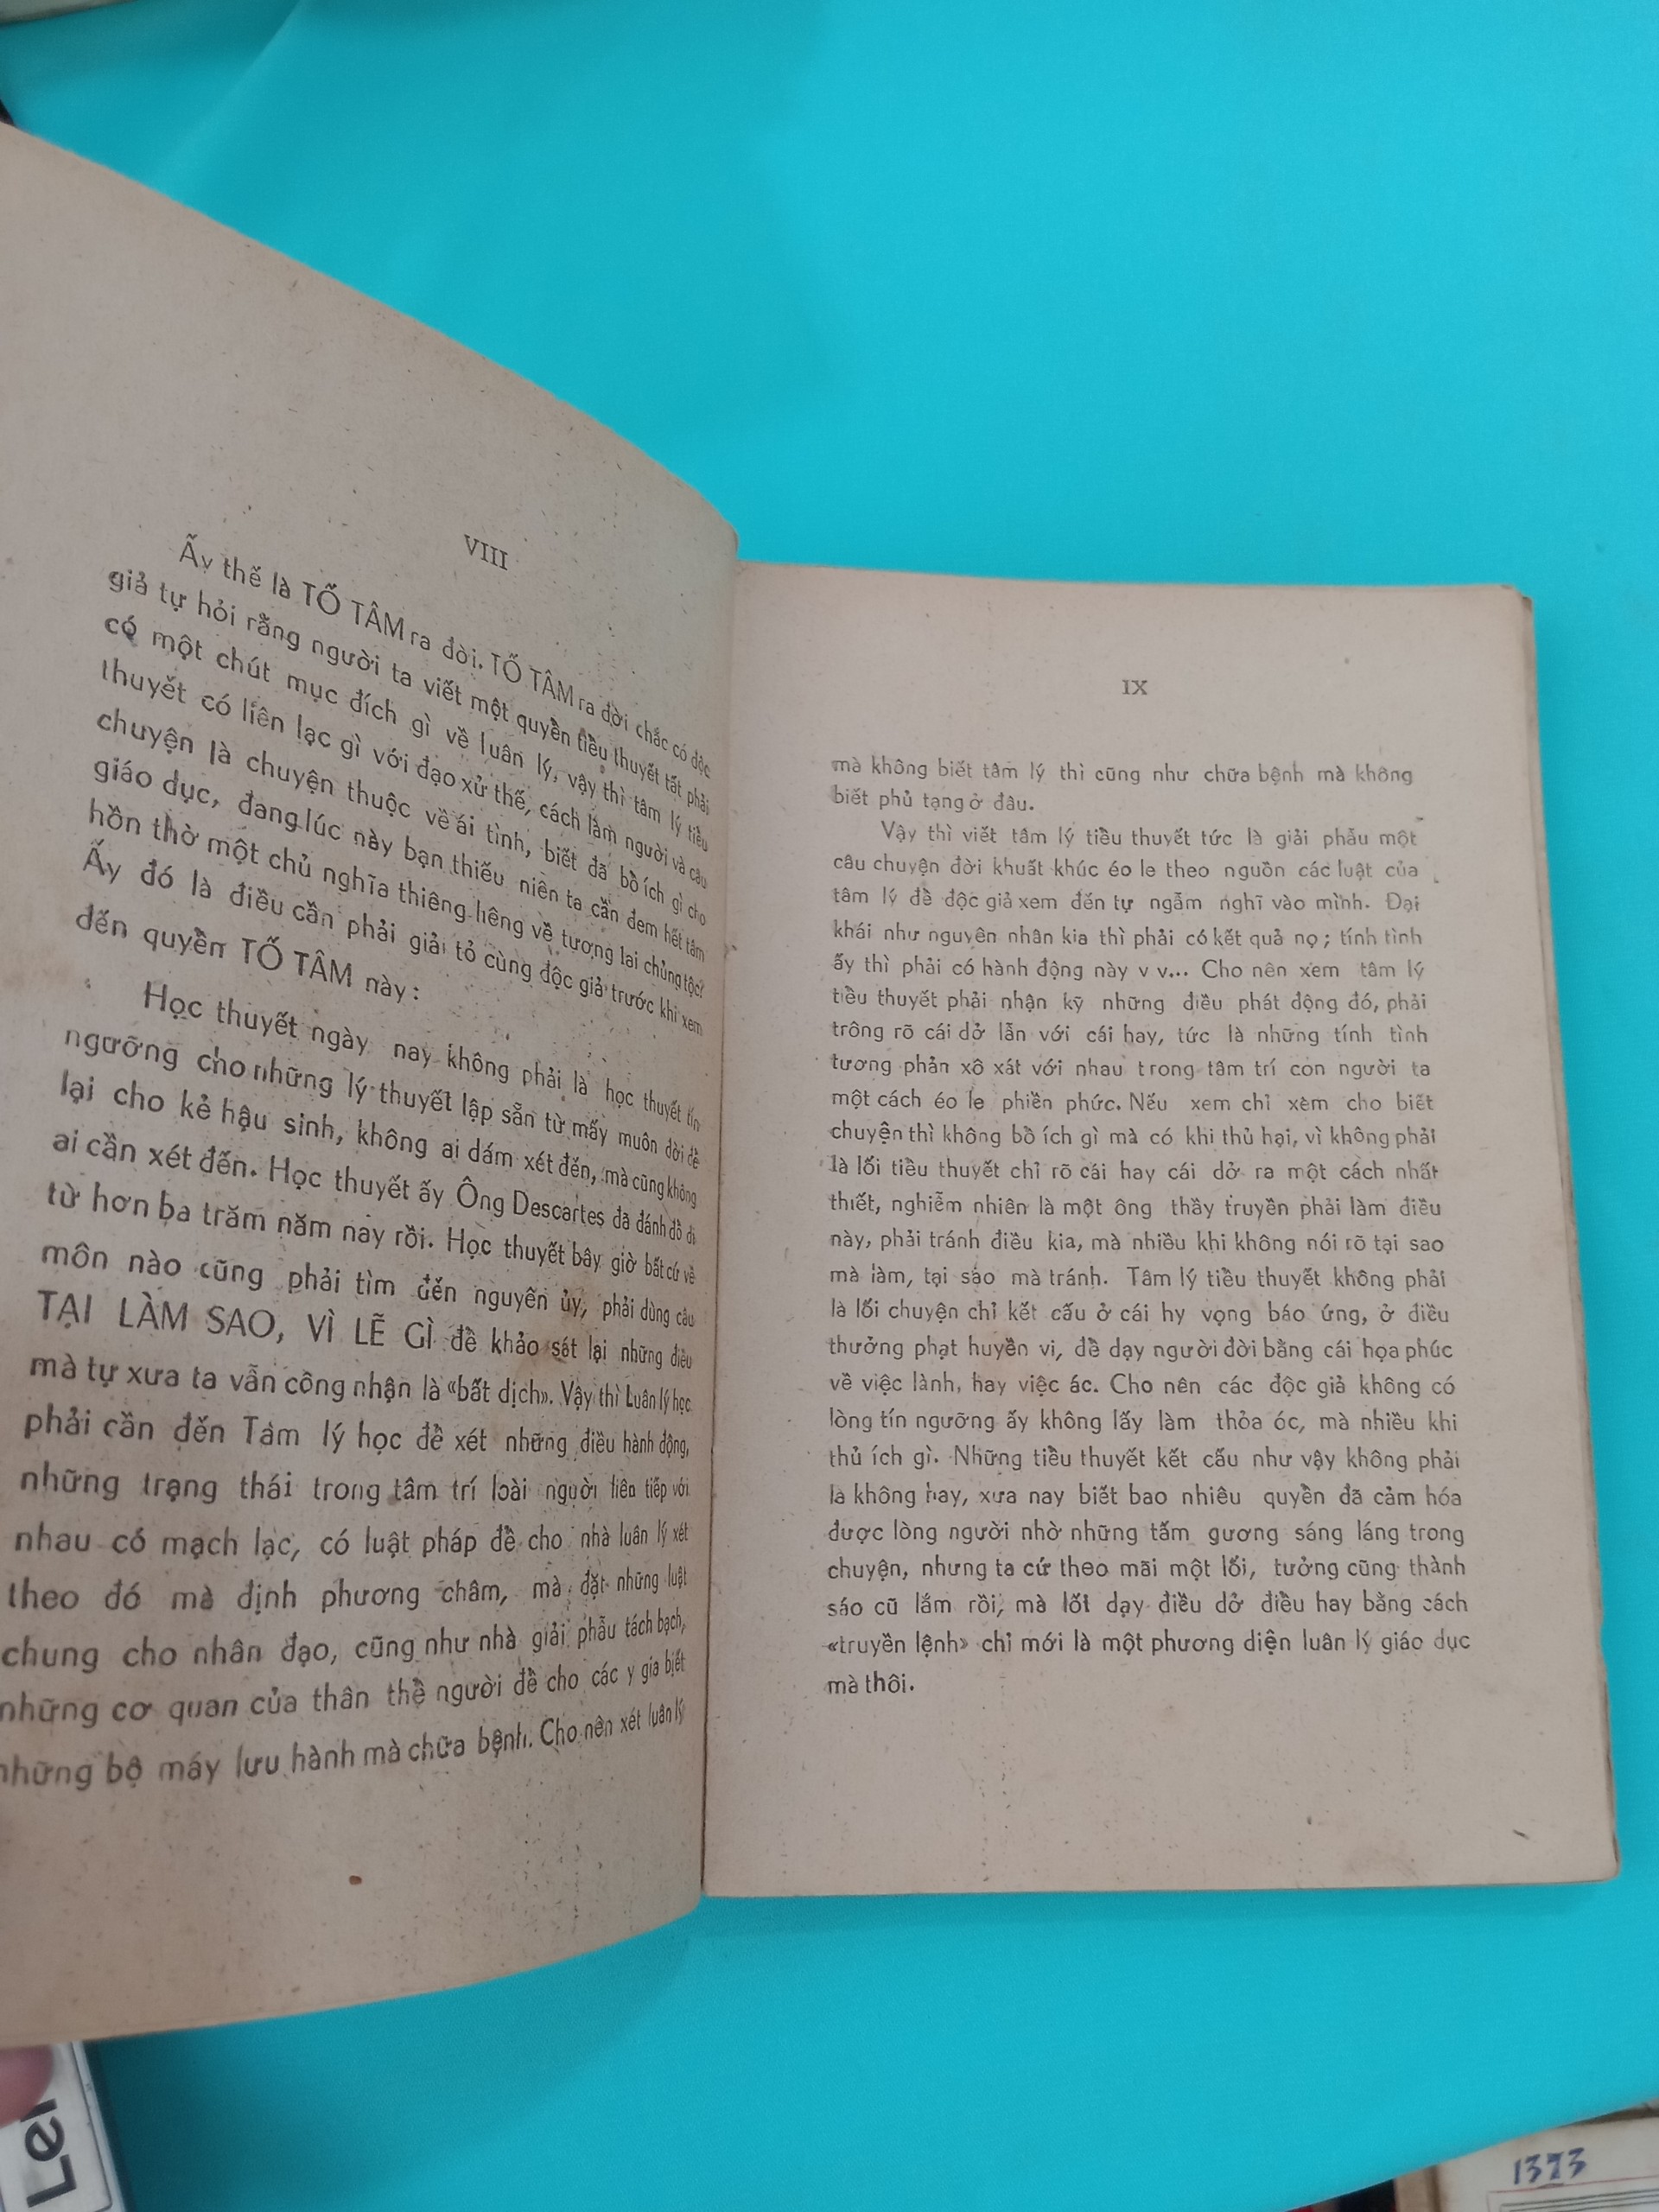 VIII
Ấy thế là TỐ TÂM ra đời. TỐ TÂM ra đời chắc có độc
giả tự hỏi rằng người ta viết một quyển tiểu thuyết tất phải
có một chút mục đích gì về luân lý, vậy thì tâm lý tiểu
thuyết có liên lạc gì với đạo xử thế, cách làm người và câu
chuyện là chuyện thuộc về ái tình, biết đã bồ ích gì cho
giáo dục, đang lúc này bạn thiếu niên ta cần đem hết tâm
hồn thờ một chủ nghĩa thiêng liêng về tương lai chủng tộc?
Ấy đó là điều cần phải giải tỏ cùng độc giả trước khi xem
đến quyển TỐ TÂM này :
Học thuyết ngày nay không phải là học thuyết tín
ngưỡng cho những lý thuyết lập sẵn từ mấy muôn đời để
lại cho kẻ hậu sinh, không ai dám xét đến, mà cũng không
ai cần xét đến. Học thuyết ấy Ông Descartes đã đánh đổ đi
từ hơn ba trăm năm nay rồi. Học thuyết bây giờ bất cứ về
môn nào cũng phải tìm đến nguyên ủy, phải dùng câu
TẠI LÀM SAO, VÌ LẼ GÌ để khảo sát lại những điều
mà tự xưa ta vẫn công nhận là «bất dịch». Vậy thì Luân lý học
phải cần đến Tâm lý học để xét những điều hành động,
những trạng thái trong tâm trí loài người liên tiếp với
nhau có mạch lạc, có luật pháp để cho nhà luân lý xét
theo đó mà định phương châm, mà đặt những luật
chung cho nhân đạo, cũng như nhà giải phẫu tách bạch,
những cơ quan của thân thể người để cho các y gia biết
những bộ máy lưu hành mà chữa bệnh. Cho nên xét luân lý
IX
mà không biết tâm lý thì cũng như chữa bệnh mà không
biết phủ tạng ở đâu.
Vậy thì viết tâm lý tiểu thuyết tức là giải phẫu một
câu chuyện đời khuất khúc éo le theo nguồn các luật của
tâm lý để độc giả xem đến tự ngẫm nghĩ vào mình. Đại
khái như nguyên nhân kia thì phải có kết quả nọ ; tính tình
ấy thì phải có hành động này v v... Cho nên xem tâm lý
tiểu thuyết phải nhận kỹ những điều phát động đó, phải
trông rõ cái dở lẫn với cái hay, tức là những tính tình
tương phản xô xát với nhau trong tâm trí con người ta
một cách éo le phiền phức. Nếu xem chỉ xem cho biết
chuyện thì không bồ ích gì mà có khi thủ hại, vì không phải
là lối tiểu thuyết chỉ rõ cái hay cái dở ra một cách nhất
thiết, nghiễm nhiên là một ông thầy truyền phải làm điều
này, phải tránh điều kia, mà nhiều khi không nói rõ tại sao
mà làm, tại sao mà tránh. Tâm lý tiểu thuyết không phải
là lối chuyện chỉ kết cấu ở cái hy vọng báo ứng, ở điều
thưởng phạt huyền vi, để dạy người đời bằng cái họa phúc
về việc lành, hay việc ác. Cho nên các độc giả không có
lòng tín ngưỡng ấy không lấy làm thỏa óc, mà nhiều khi
thủ ích gì. Những tiểu thuyết kết cấu như vậy không phải
là không hay, xưa nay biết bao nhiêu quyển đã cảm hóa
được lòng người nhờ những tấm gương sáng láng trong
chuyện, nhưng ta cứ theo mãi một lối, tưởng cũng thành
sáo cũ lắm rồi, mà lối dạy điều dở điều hay bằng cách
«truyền lệnh» chỉ mới là một phương diện luân lý giáo dục
mà thôi.
1373